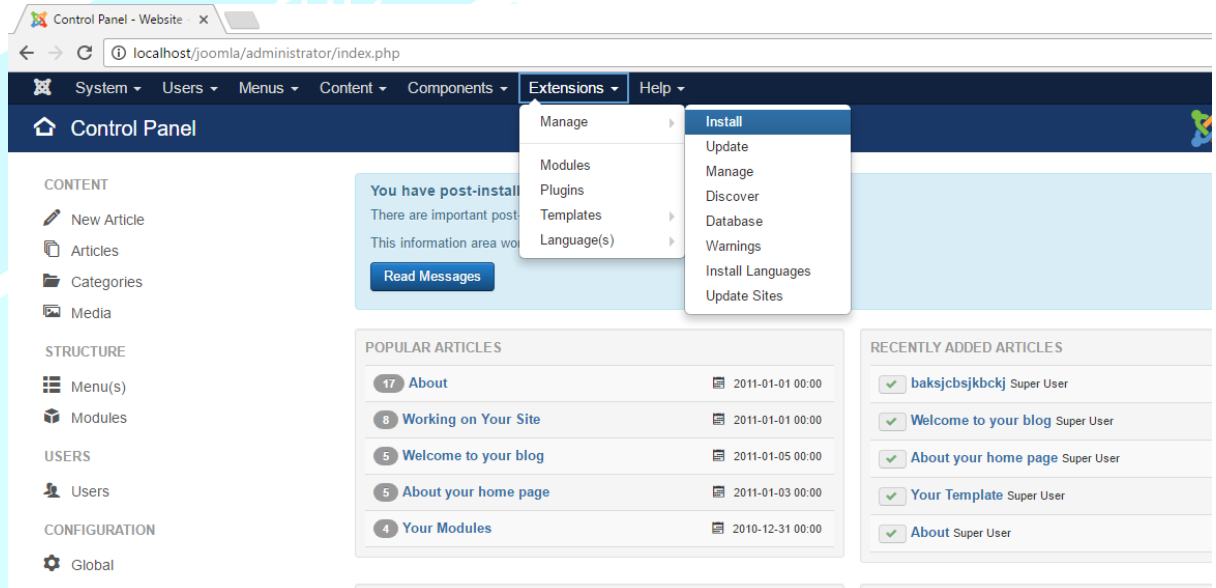 Control Panel - Website -
localhost/joomla/administrator/index.php
System Users Menus Content Components Extensions Help
Control Panel
Manage
Modules
Plugins
Templates
Language(s)
Install
Update
Manage
Discover
Database
Warnings
Install Languages
Update Sites
CONTENT
New Article
Articles
Categories
Media
STRUCTURE
Menu(s)
Modules
USERS
Users
CONFIGURATION
Global
You have post-install
There are important post-
This information area wo
Read Messages
POPULAR ARTICLES
17 About 2011-01-01 00:00
8 Working on Your Site 2011-01-01 00:00
5 Welcome to your blog 2011-01-05 00:00
5 About your home page 2011-01-03 00:00
4 Your Modules 2010-12-31 00:00
RECENTLY ADDED ARTICLES
baksjcbsjkbckj Super User
Welcome to your blog Super User
About your home page Super User
Your Template Super User
About Super User